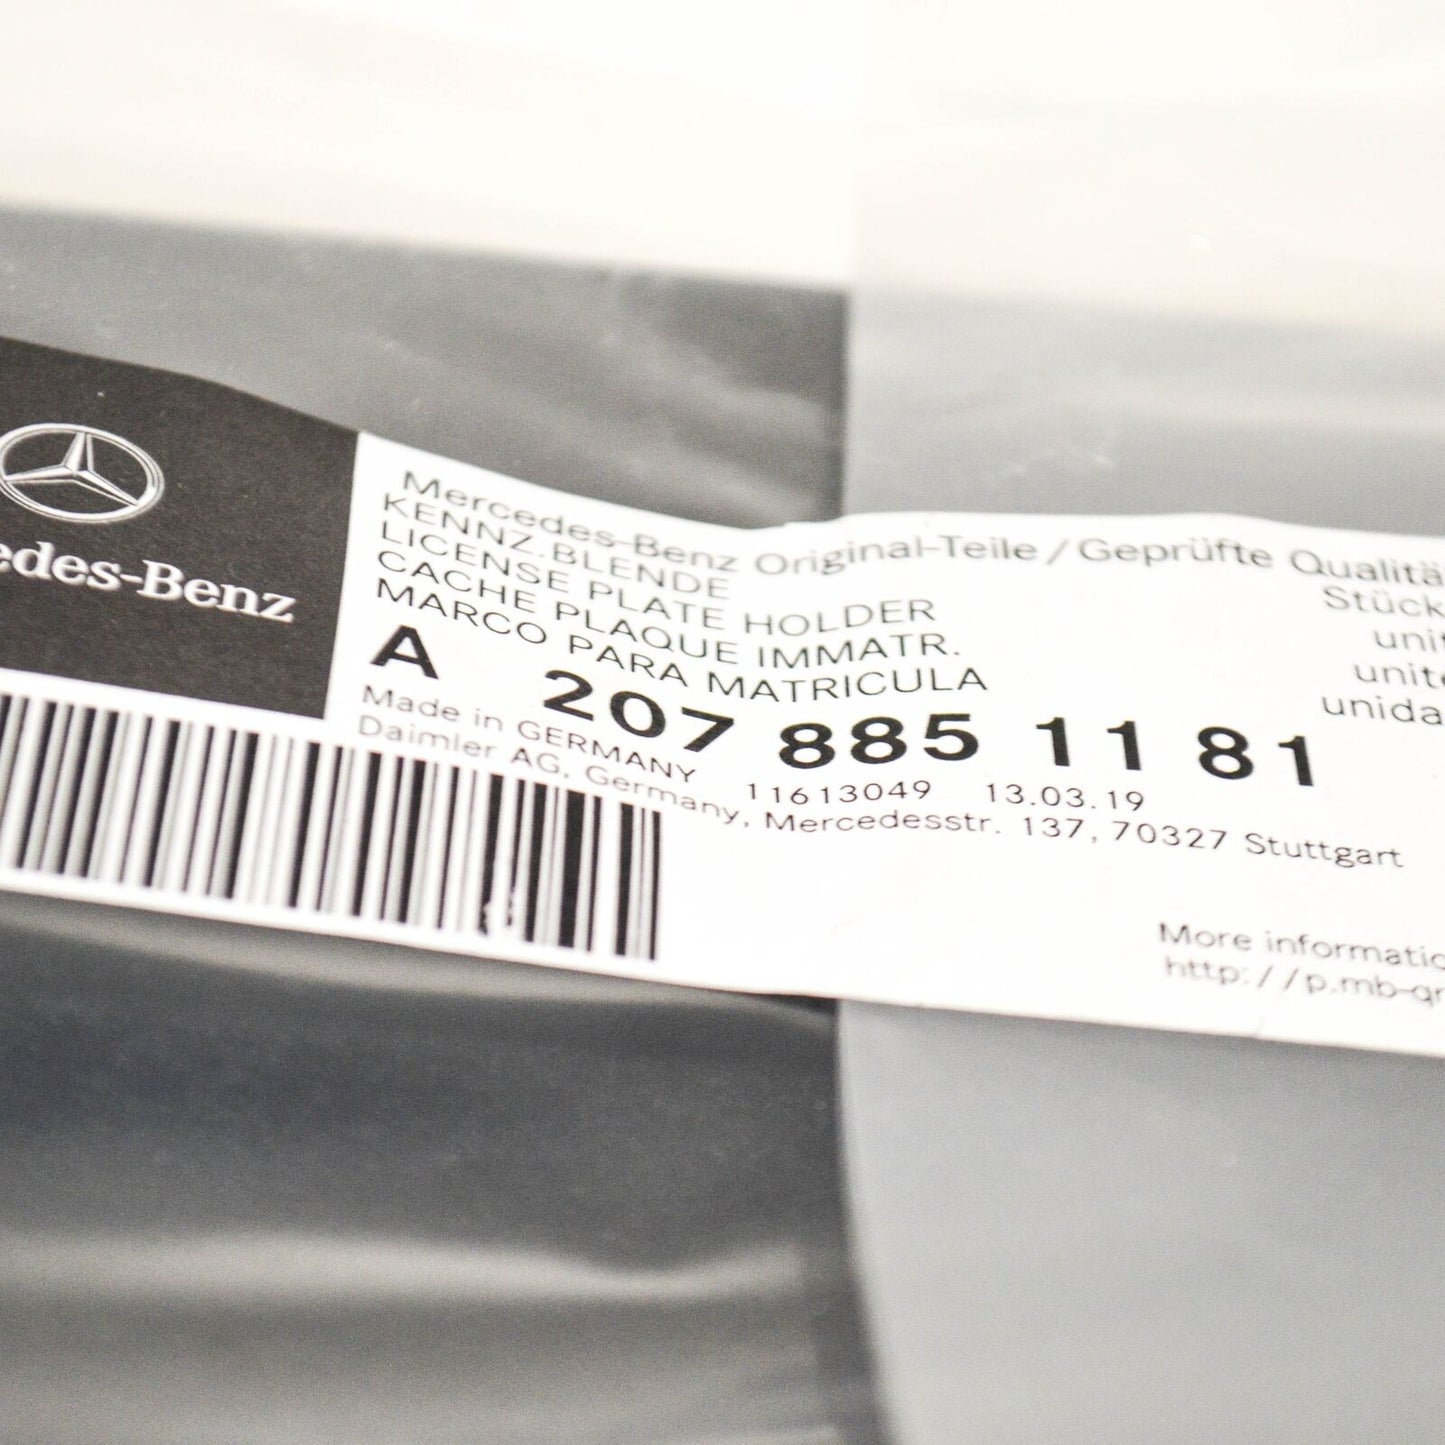 edes-Benz
Mercedes-Benz Original-Teile / Geprüfte Qualitä
KENNZ.BLENDE
LICENSE PLATE HOLDER
CACHE PLAQUE IMMATR.
MARCO PARA MATRICULA
Stück
unit
unite
unida
A 207 885 11 81
Made in GERMANY 11613049 13.03.19
Daimler AG, Germany, Mercedesstr. 137, 70327 Stuttgart
More informatio
http://p.mb-qr